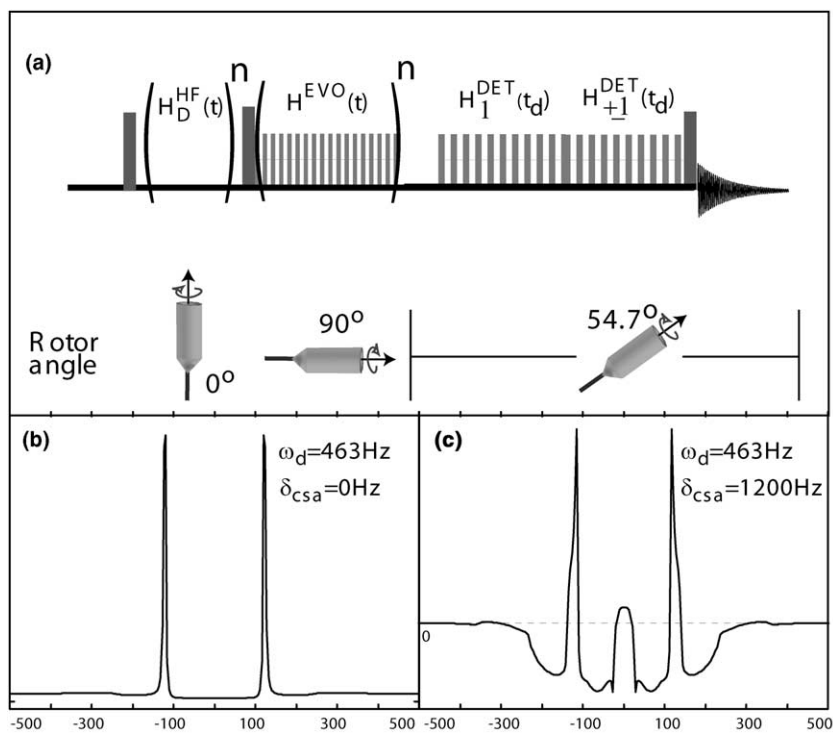 (a)
n n
H_D^HF(t) H^EVO(t) H_1^DET(t_d) H_±1^DET(t_d)
Rotor
angle
0° 90° 54.7°
(b)
ω_d=463Hz
δ_csa=0Hz
(c)
ω_d=463Hz
δ_csa=1200Hz
0
-500 -300 -100 100 300 500 -500 -300 -100 100 300 500